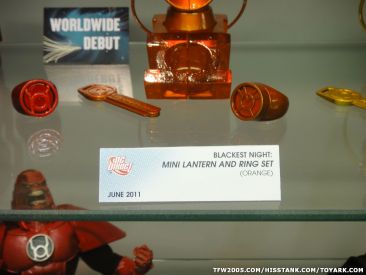 WORLDWIDE
DEBUT
BLACKEST NIGHT:
MINI LANTERN AND RING SET
(ORANGE)
JUNE 2011
TFW2005.COM/HISSTANK.COM/TOYARK.COM